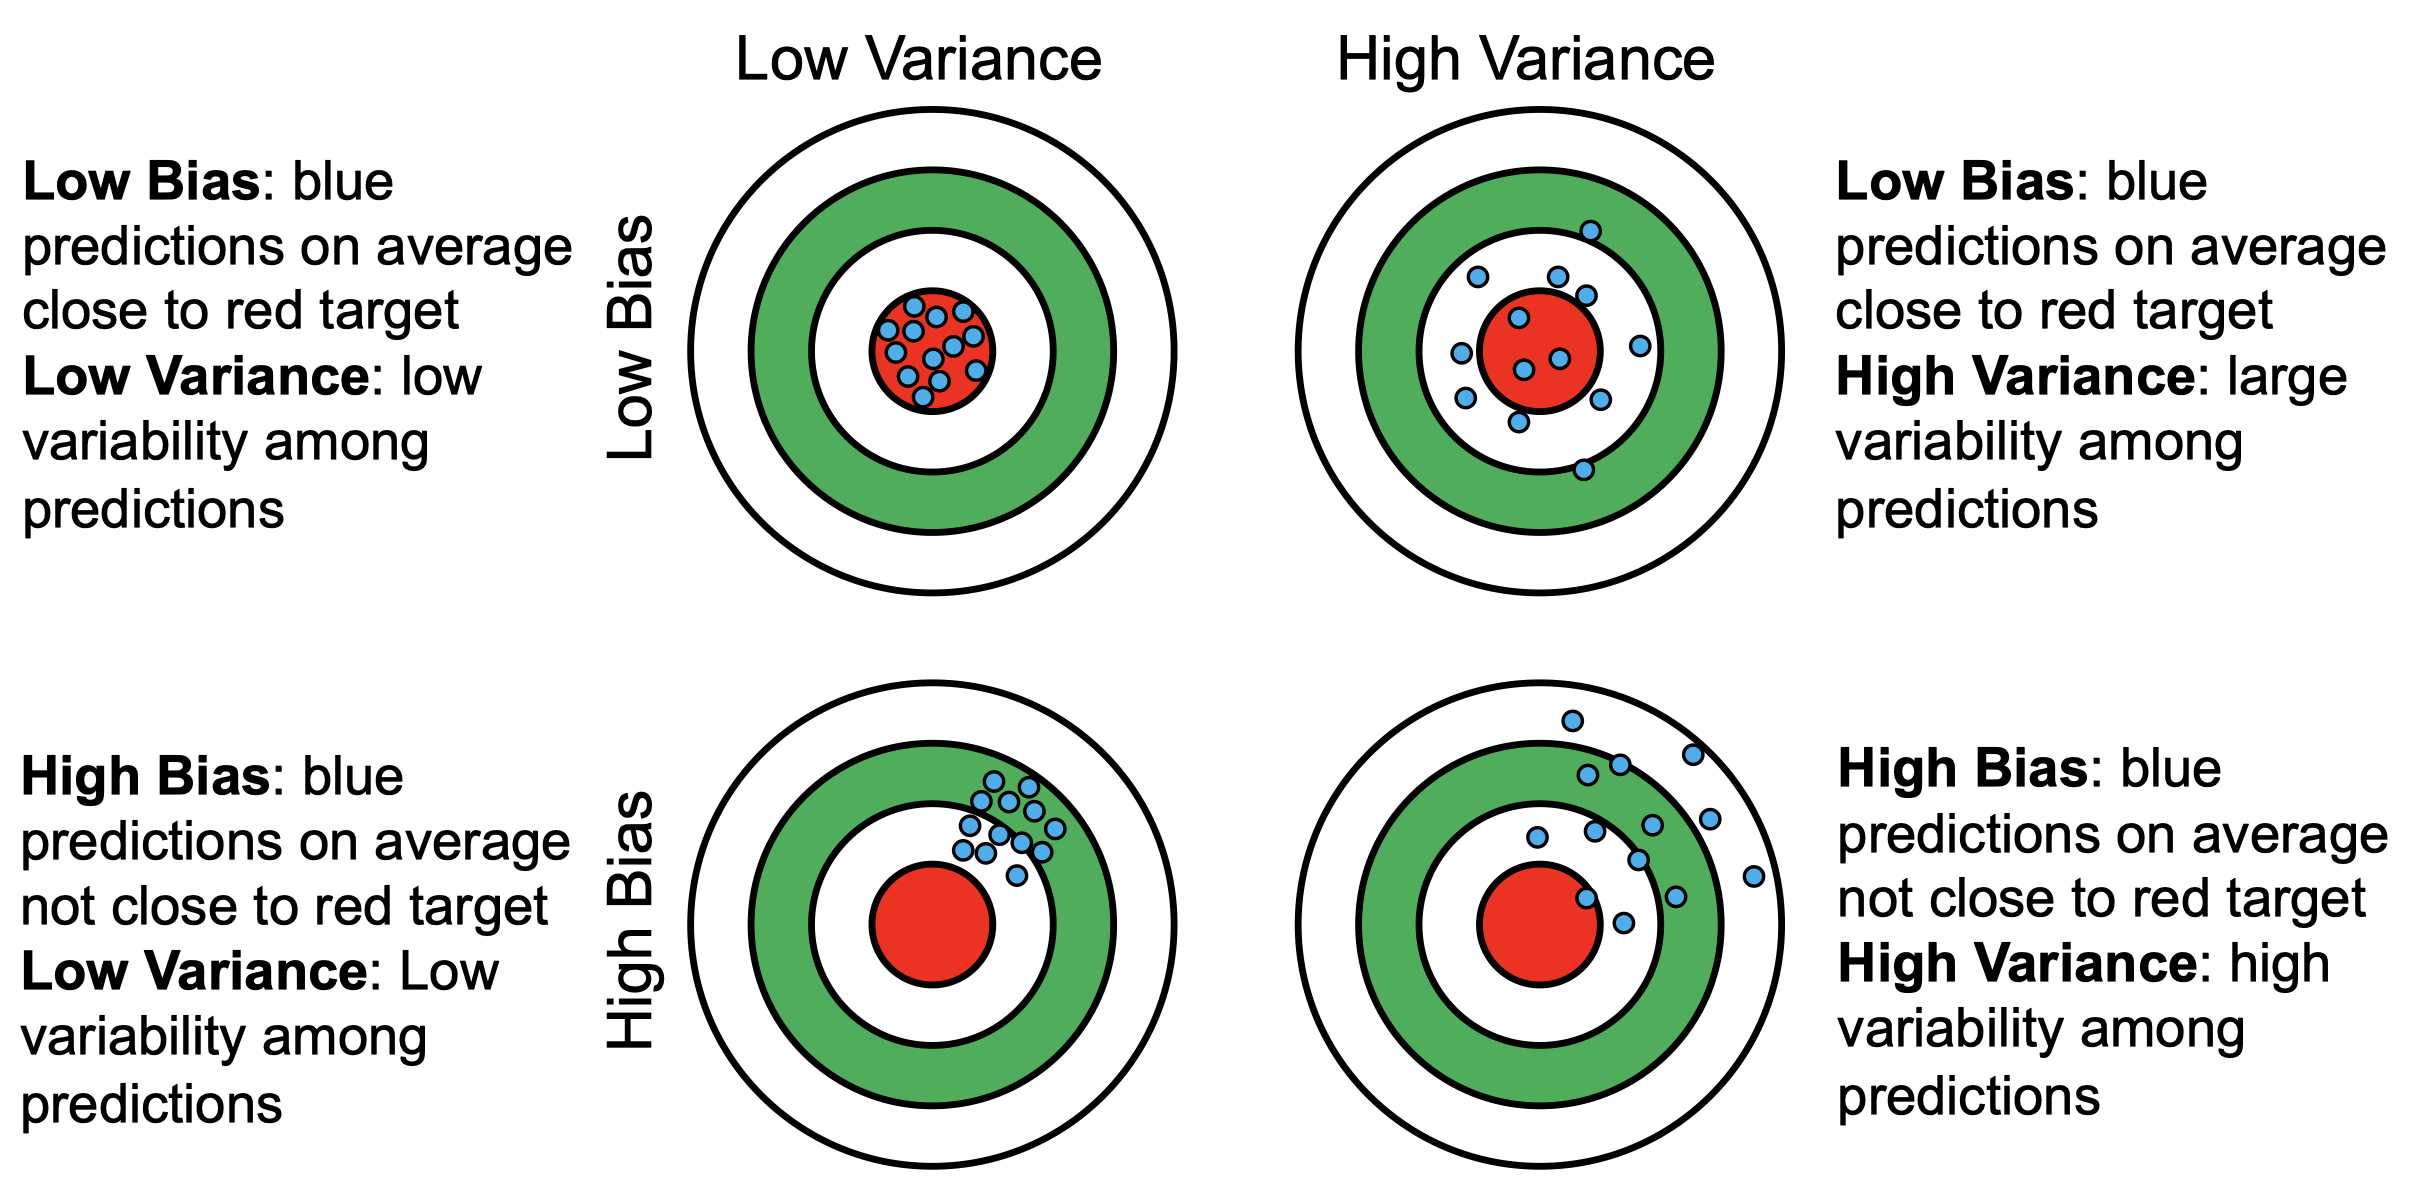 Low Variance
High Variance
Low Bias: blue
predictions on average
close to red target
Low Variance: low
variability among
predictions
Low Bias
Low Bias: blue
predictions on average
close to red target
High Variance: large
variability among
predictions
High Bias: blue
predictions on average
not close to red target
Low Variance: Low
variability among
predictions
High Bias
High Bias: blue
predictions on average
not close to red target
High Variance: high
variability among
predictions